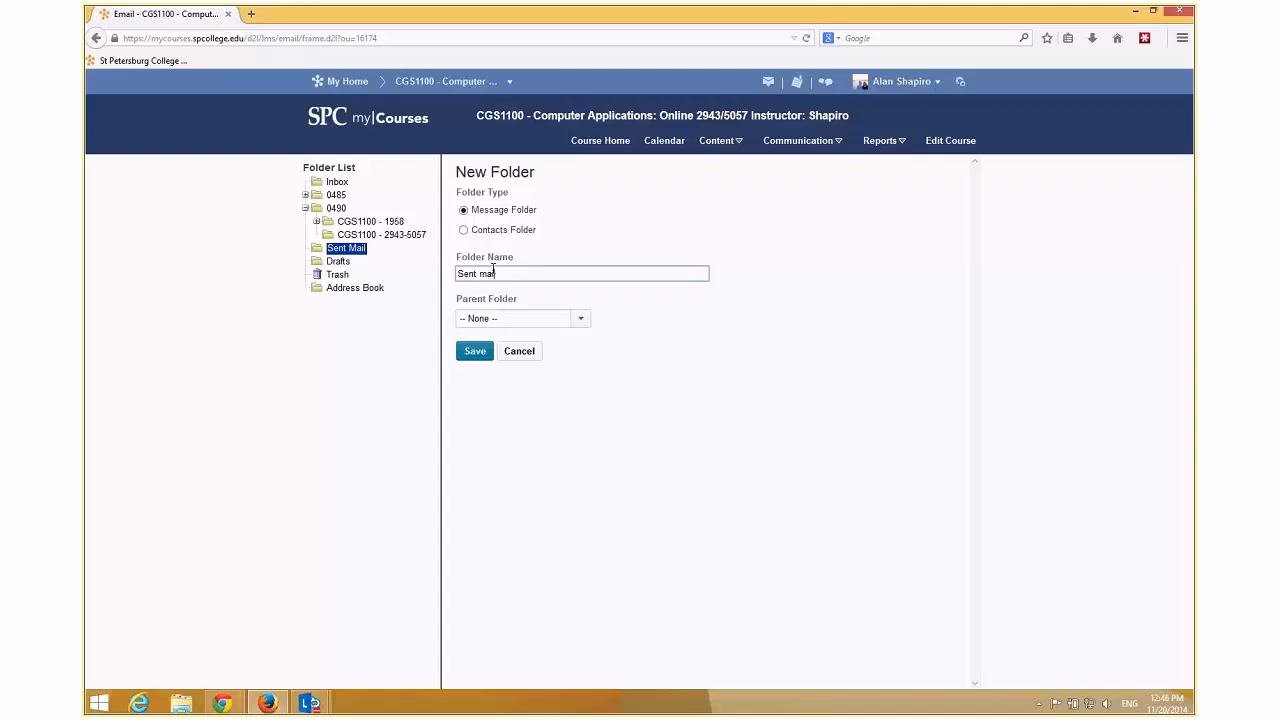 Email - CGS1100 - Comput...
https://mycourses.spcollege.edu/d2l/lms/email/frame.d2l?ou=16174
Google
St Petersburg College ...
My Home
CGS1100 - Computer ...
Alan Shapiro
SPC my|Courses
CGS1100 - Computer Applications: Online 2943/5057 Instructor: Shapiro
Course Home
Calendar
Content
Communication
Reports
Edit Course
Folder List
Inbox
0485
0490
CGS1100 - 1958
CGS1100 - 2943-5057
Sent Mail
Drafts
Trash
Address Book
New Folder
Folder Type
Message Folder
Contacts Folder
Folder Name
Sent mail
Parent Folder
-- None --
Save
Cancel
ENG
12:46 PM
11/20/2014